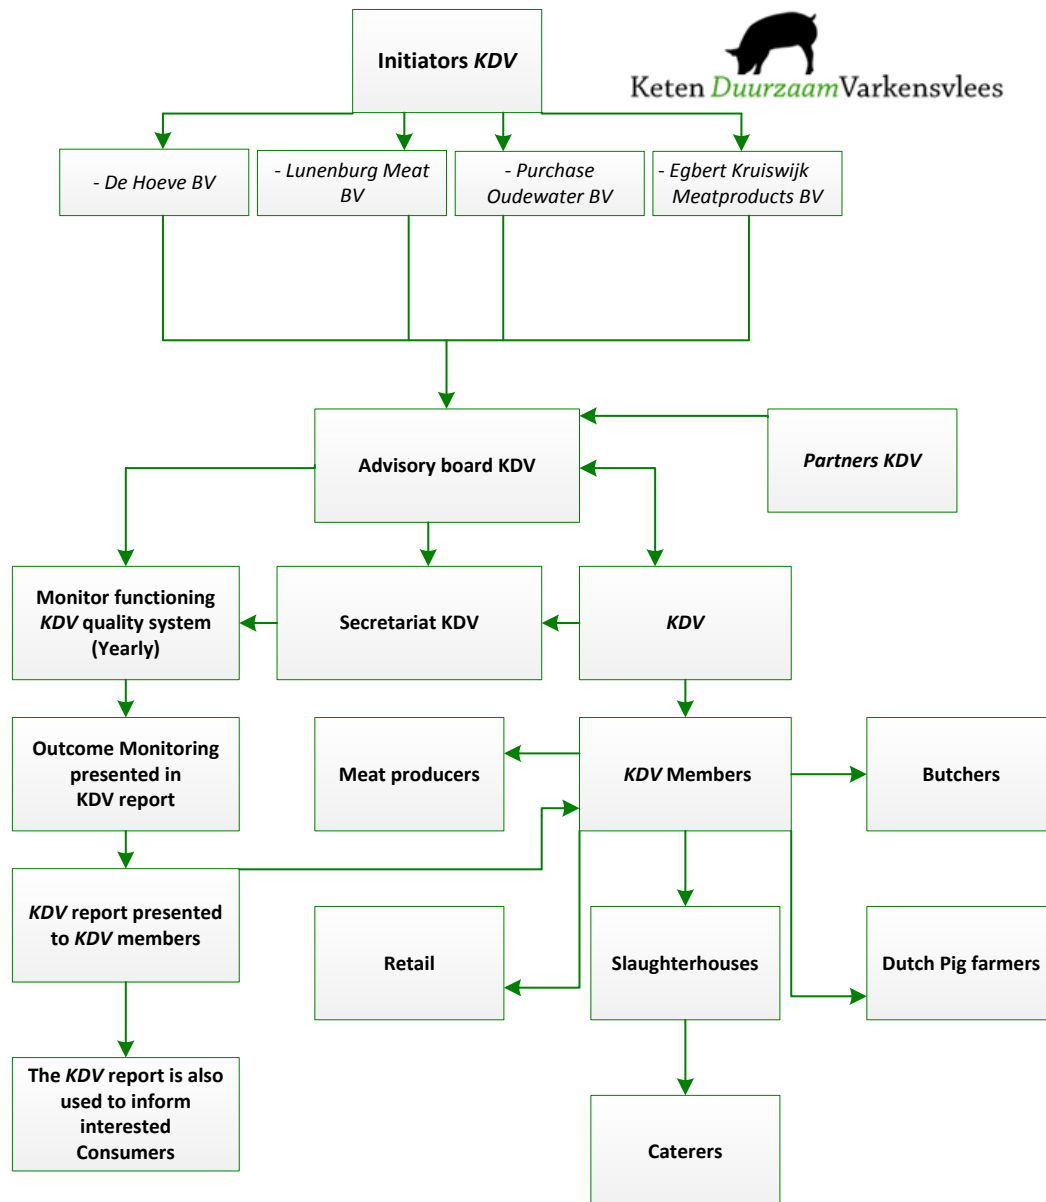 Initiators KDV
Keten DuurzaamVarkensvlees
- De Hoeve BV
- Lunenburg Meat
BV
- Purchase
Oudewater BV
- Egbert Kruiswijk
Meatproducts BV
Advisory board KDV
Partners KDV
Monitor functioning
KDV quality system
(Yearly)
Secretariat KDV
KDV
Outcome Monitoring
presented in
KDV report
Meat producers
KDV Members
Butchers
KDV report presented
to KDV members
Retail
Slaughterhouses
Dutch Pig farmers
The KDV report is also
used to inform
interested
Consumers
Caterers